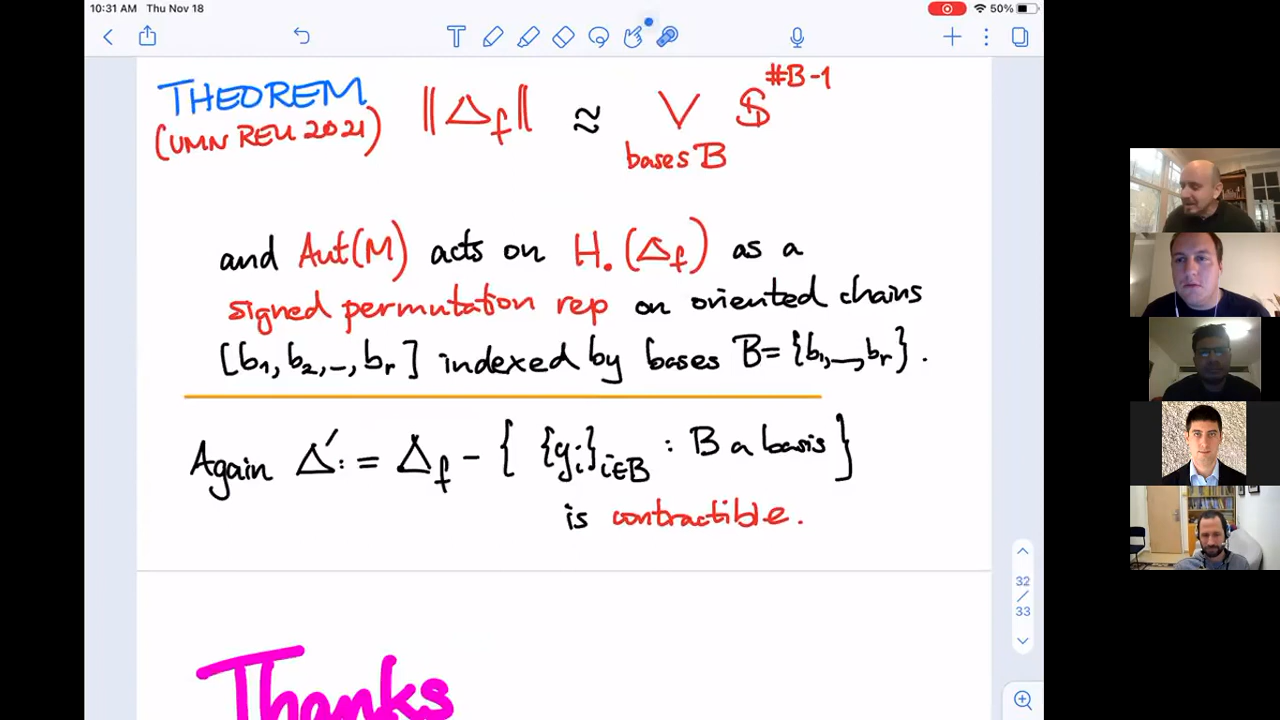 10:31 AM Thu Nov 18
50%
THEOREM
(UMN REU 2021)
||Δf|| ≈ ∨ $^{#B-1}
bases B
and Aut(M) acts on H.(Δf) as a
signed permutation rep on oriented chains
[b1, b2, –, br] indexed by bases B={b1,—,br}.
Again Δ′ := Δf - { {yi}i∈B : B a basis }
is contractible.
32
/
33
Thanks